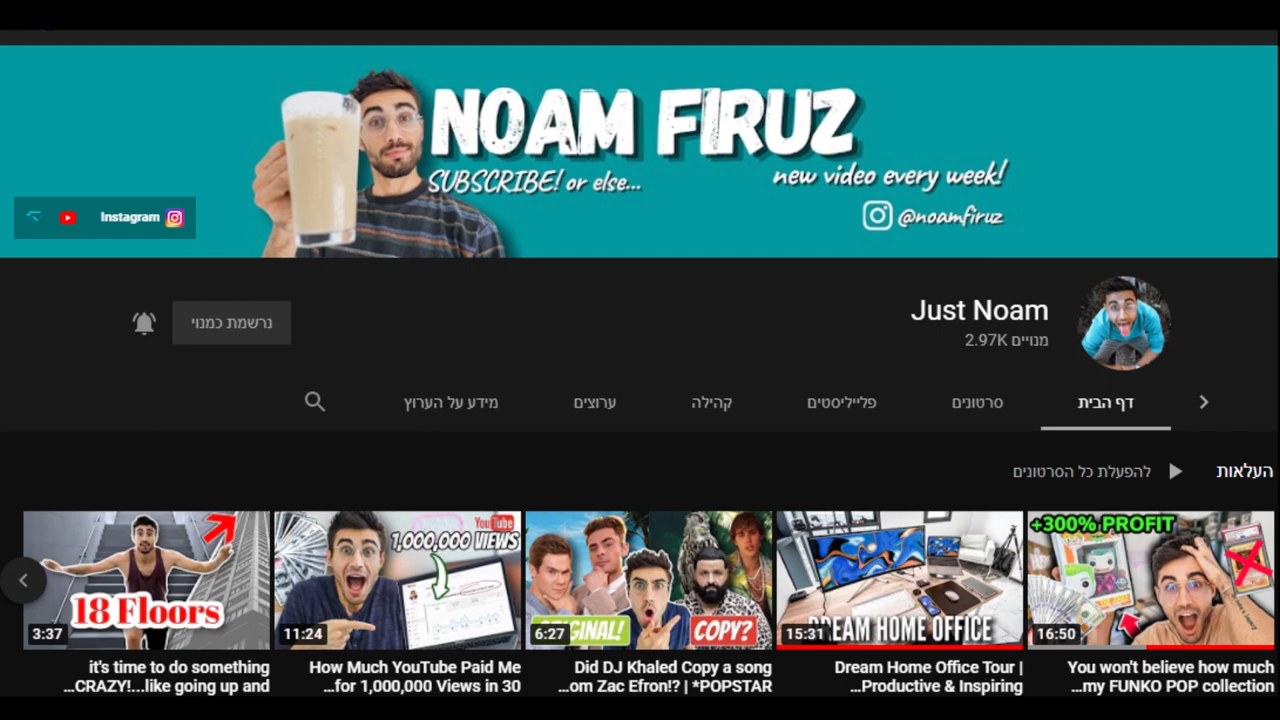 NOAM FIRUZ
SUBSCRIBE! or else...
new video every week!
@noamfiruz
Instagram
Just Noam
2.97K מנויים
נרשמת כמנוי
דף הבית
סרטונים
פלייליסטים
קהילה
ערוצים
מידע על הערוץ
העלאות
להפעלת כל הסרטונים
+300% PROFIT
16:50
You won't believe how much
...my FUNKO POP collection
DREAM HOME OFFICE
15:31
Dream Home Office Tour |
...Productive & Inspiring
ORIGINAL!
COPY?
6:27
Did DJ Khaled Copy a song
...om Zac Efron!? | *POPSTAR
YouTube
1,000,000 VIEWS
11:24
How Much YouTube Paid Me
...for 1,000,000 Views in 30
18 Floors
3:37
it's time to do something
...CRAZY!...like going up and